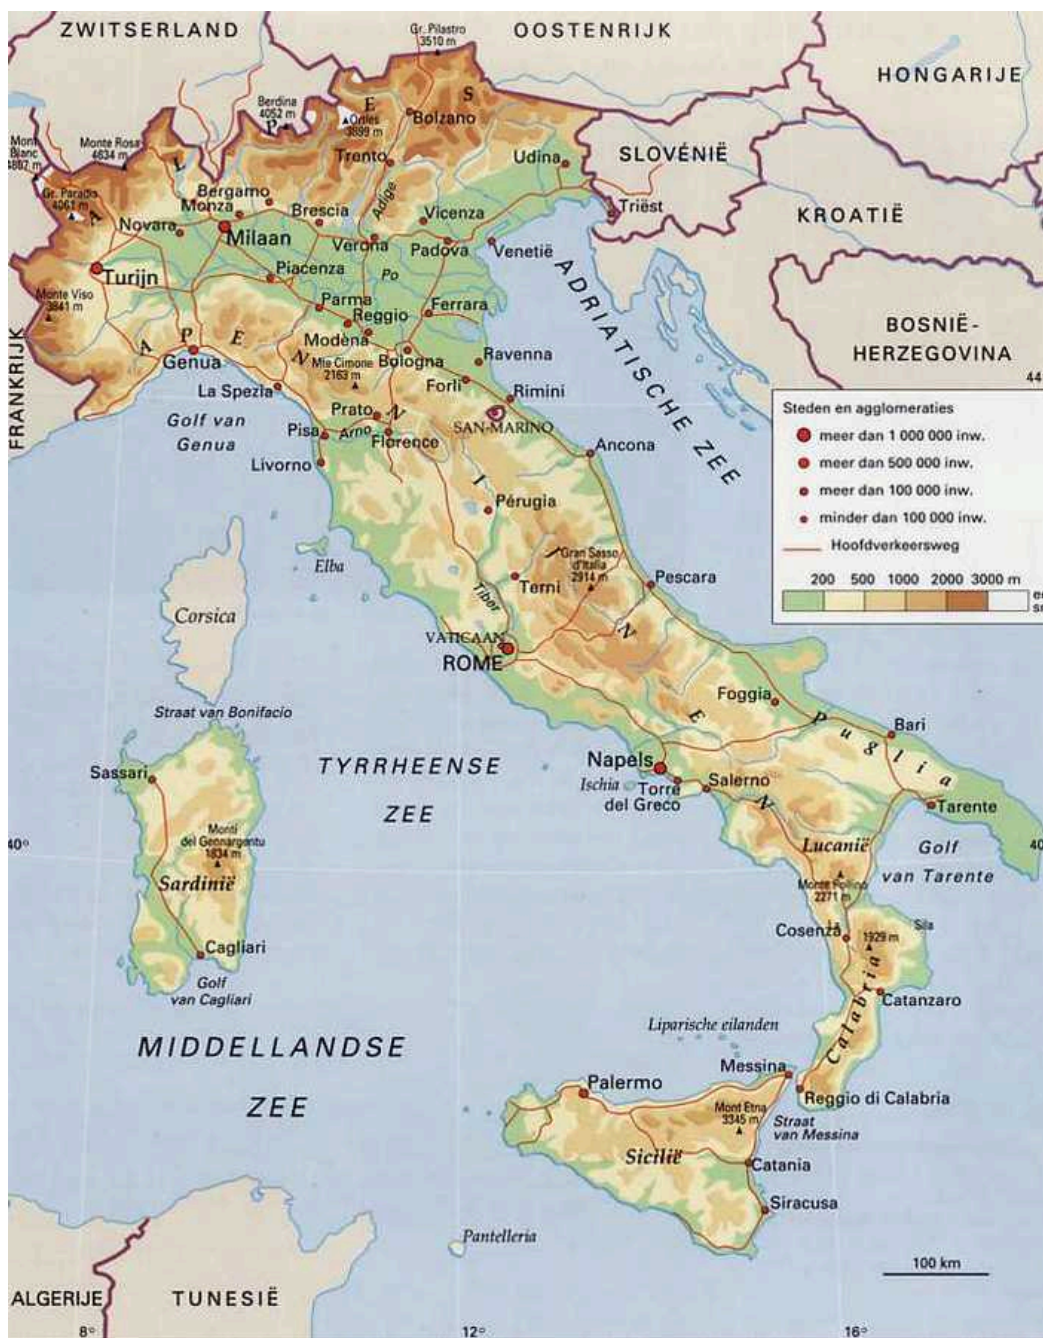 ZWITSERLAND
Gr. Pilastro
3510 m
OOSTENRIJK
HONGARIJE
Berdina
4052 m
Ortles
3899 m
Bolzano
Mont
Blanc
4807 m
Monte Rosa
4634 m
Trento
Udina
SLOVÉNIË
Gr. Paradis
4061 m
ALPES
Bergamo
Monza
Brescia
Adige
Vicenza
Triëst
KROATIË
Novara
Milaan
Verona
Padova
Venetië
Turijn
Piacenza
Po
ADRIATISCHE ZEE
Monte Viso
3841 m
Parma
Reggio
Ferrara
Modena
BOSNIË-
HERZEGOVINA
FRANKRIJK
APENNIJNEN
Genua
Mte Cimone
2163 m
Bologna
Ravenna
La Spezia
Forli
Rimini
44
Golf van
Genua
Prato
SAN-MARINO
Pisa
Arno
Florence
Livorno
Ancona
Steden en agglomeraties
meer dan 1 000 000 inw.
meer dan 500 000 inw.
meer dan 100 000 inw.
minder dan 100 000 inw.
Hoofdverkeersweg
200 500 1000 2000 3000 m
Pérugia
Elba
Gran Sasso
d'Italia
2914 m
Terni
Pescara
Corsica
Tiber
VATICAAN
ROME
Foggia
Straat van Bonifacio
Bari
Puglia
Sassari
TYRRHEENSE
ZEE
Napels
Ischia
Torre
del Greco
Salerno
Tarente
Monti
del Gennargentu
1834 m
40°
Lucanië
Golf
van Tarente
40
Sardinië
Monte Pollino
2271 m
Cosenza
Sila
1929 m
Cagliari
Golf
van Cagliari
Catanzaro
Calabria
Liparische eilanden
MIDDELLANDSE
ZEE
Messina
Palermo
Reggio di Calabria
Mont Etna
3345 m
Straat
van Messina
Sicilië
Catania
Siracusa
Pantelleria
100 km
ALGERIJE
TUNESIË
8°
12°
16°